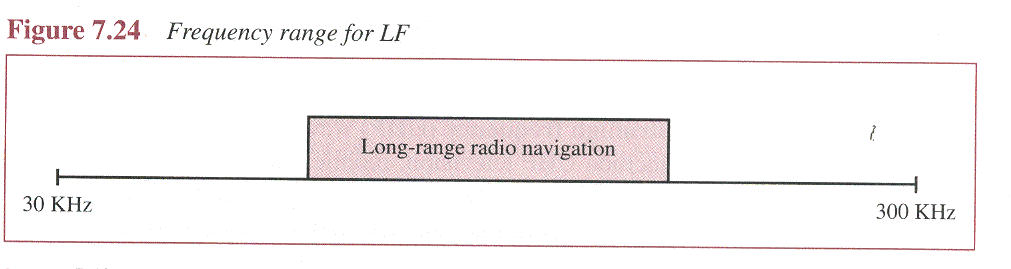 Figure 7.24 Frequency range for LF
Long-range radio navigation
30 KHz
300 KHz